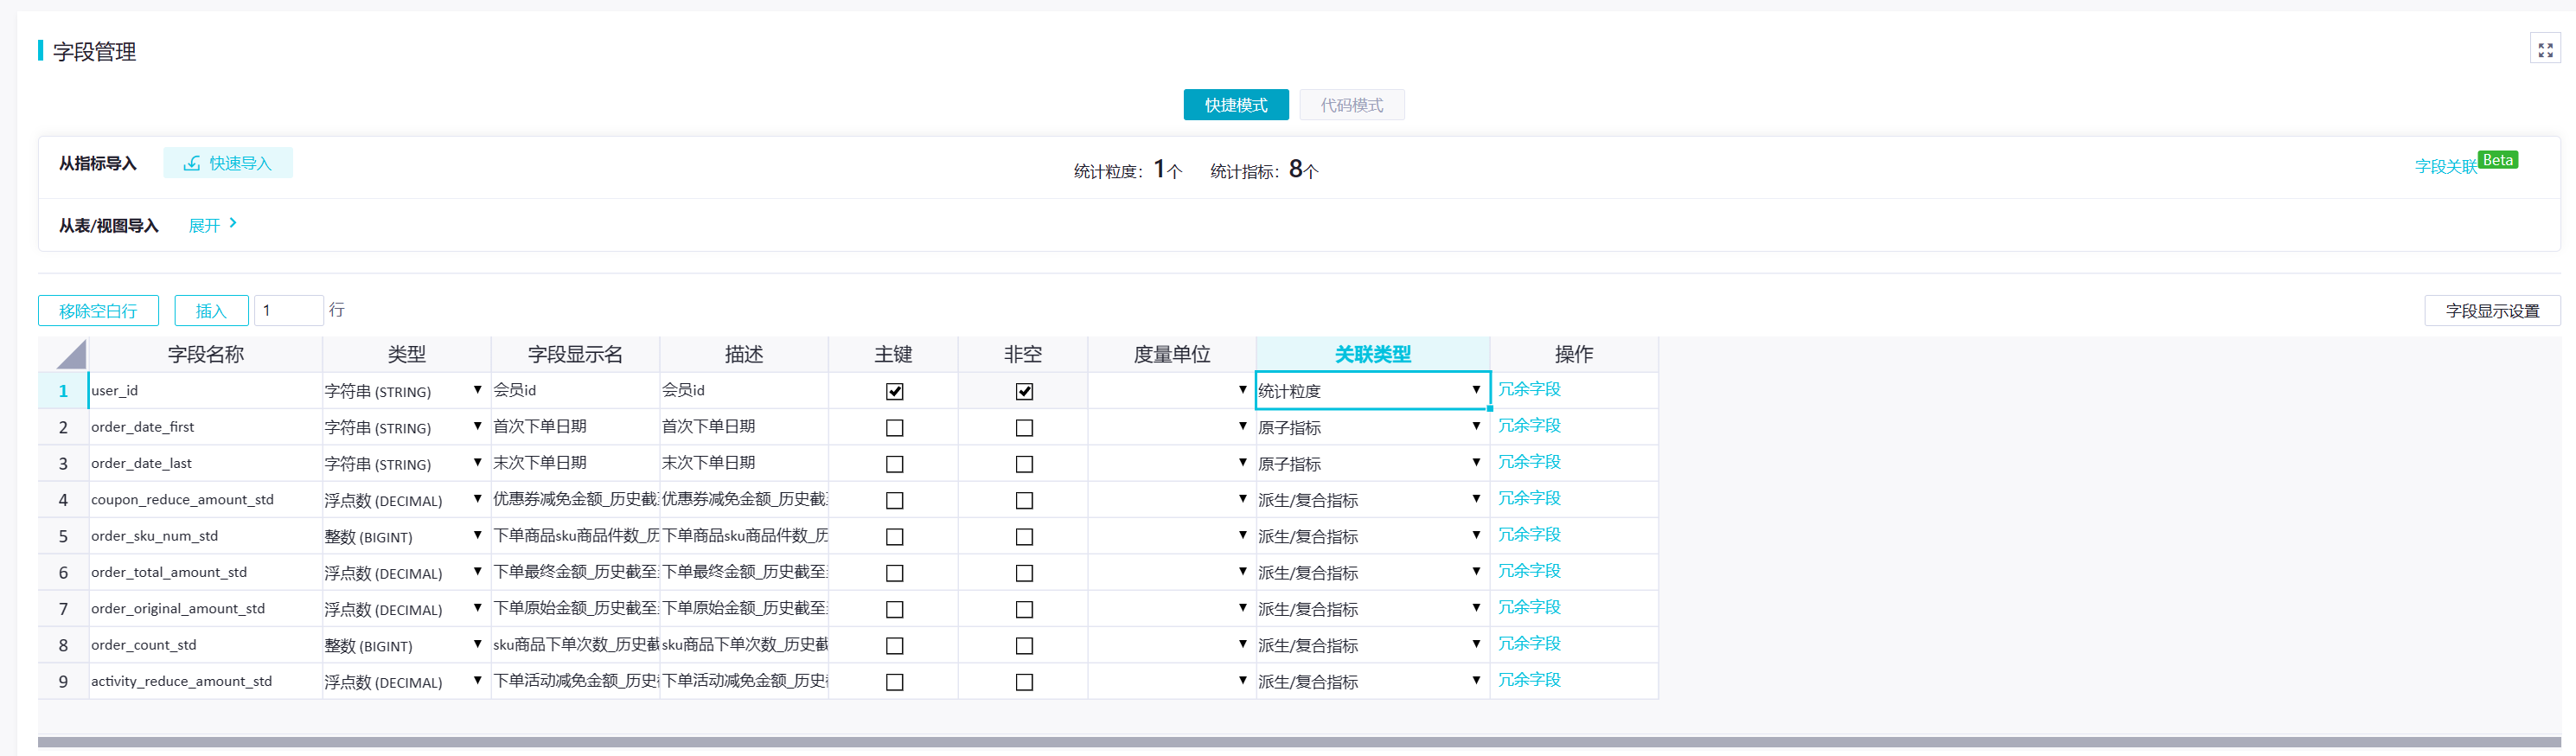 字段管理
快捷模式 代码模式
从指标导入 快速导入 统计粒度：1个 统计指标：8个 字段关联 Beta
从表/视图导入 展开
移除空白行 插入 1 行 字段显示设置
字段名称 类型 字段显示名 描述 主键 非空 度量单位 关联类型 操作
1 user_id 字符串 (STRING) 会员id 会员id 统计粒度 冗余字段
2 order_date_first 字符串 (STRING) 首次下单日期 首次下单日期 原子指标 冗余字段
3 order_date_last 字符串 (STRING) 末次下单日期 末次下单日期 原子指标 冗余字段
4 coupon_reduce_amount_std 浮点数 (DECIMAL) 优惠券减免金额_历史截 优惠券减免金额_历史截 派生/复合指标 冗余字段
5 order_sku_num_std 整数 (BIGINT) 下单商品sku商品件数_历 下单商品sku商品件数_历 派生/复合指标 冗余字段
6 order_total_amount_std 浮点数 (DECIMAL) 下单最终金额_历史截至 下单最终金额_历史截至 派生/复合指标 冗余字段
7 order_original_amount_std 浮点数 (DECIMAL) 下单原始金额_历史截至 下单原始金额_历史截至 派生/复合指标 冗余字段
8 order_count_std 整数 (BIGINT) sku商品下单次数_历史截 sku商品下单次数_历史截 派生/复合指标 冗余字段
9 activity_reduce_amount_std 浮点数 (DECIMAL) 下单活动减免金额_历史 下单活动减免金额_历史 派生/复合指标 冗余字段